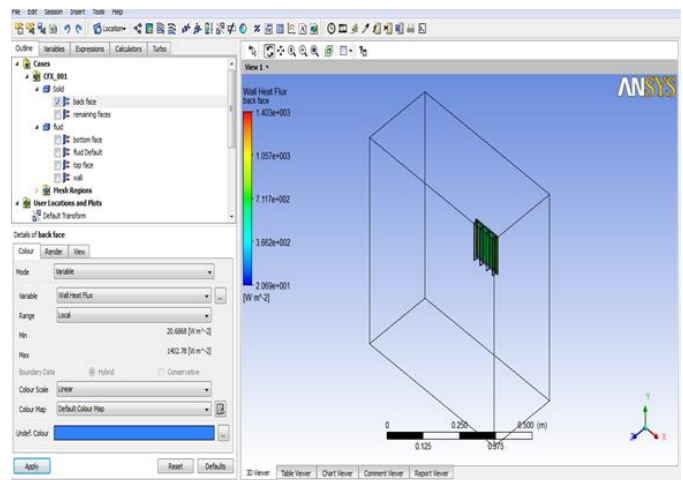 File Edit Session Insert Tools Help
Location
Outline Variables Expressions Calculators Turbo
Cases
CFX_001
Solid
back face
remaining faces
fluid
bottom face
fluid Default
top face
wall
Mesh Regions
User Locations and Plots
Default Transform
Details of back face
Colour Render View
Mode Variable
Variable Wall Heat Flux ...
Range Local
Min 20.6868 [W m^-2]
Max 1402.78 [W m^-2]
Boundary Data Hybrid Conservative
Colour Scale Linear
Colour Map Default Colour Map
Undef. Colour ...
Apply Reset Defaults
View 1
ANSYS
Wall Heat Flux
back face
1.403e+003
1.057e+003
7.117e+002
3.662e+002
2.069e+001
[W m^-2]
Y
Z X
0 0.250 0.500 (m)
0.125 0.375
3D Viewer Table Viewer Chart Viewer Comment Viewer Report Viewer